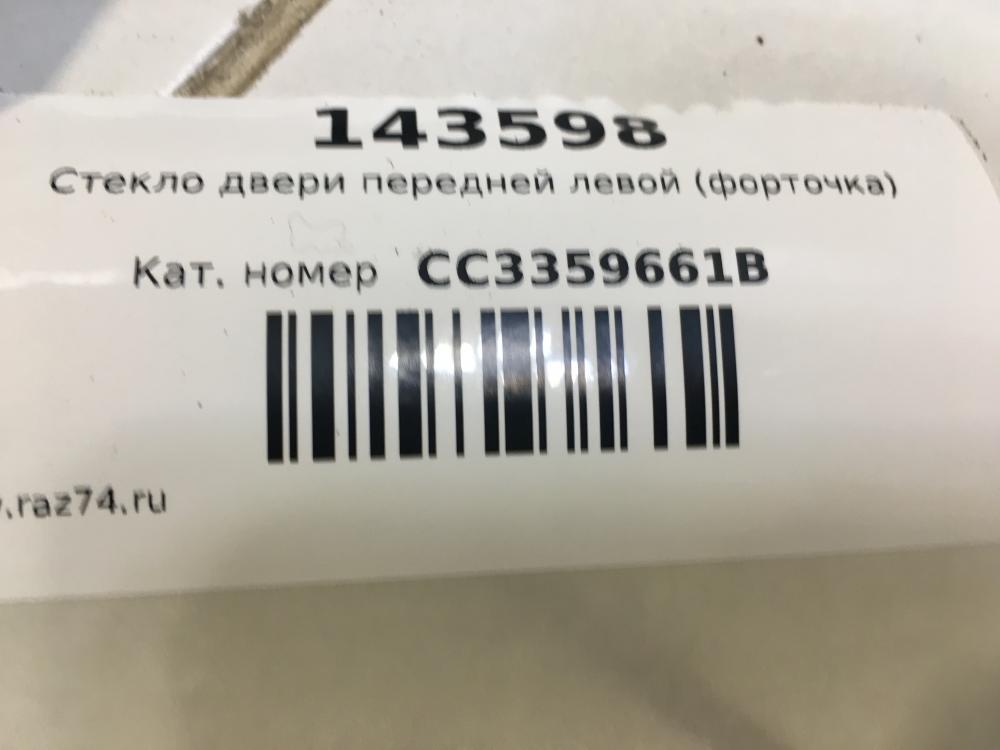 143598
Стекло двери передней левой (форточка)
Кат. номер CC3359661B
.raz74.ru